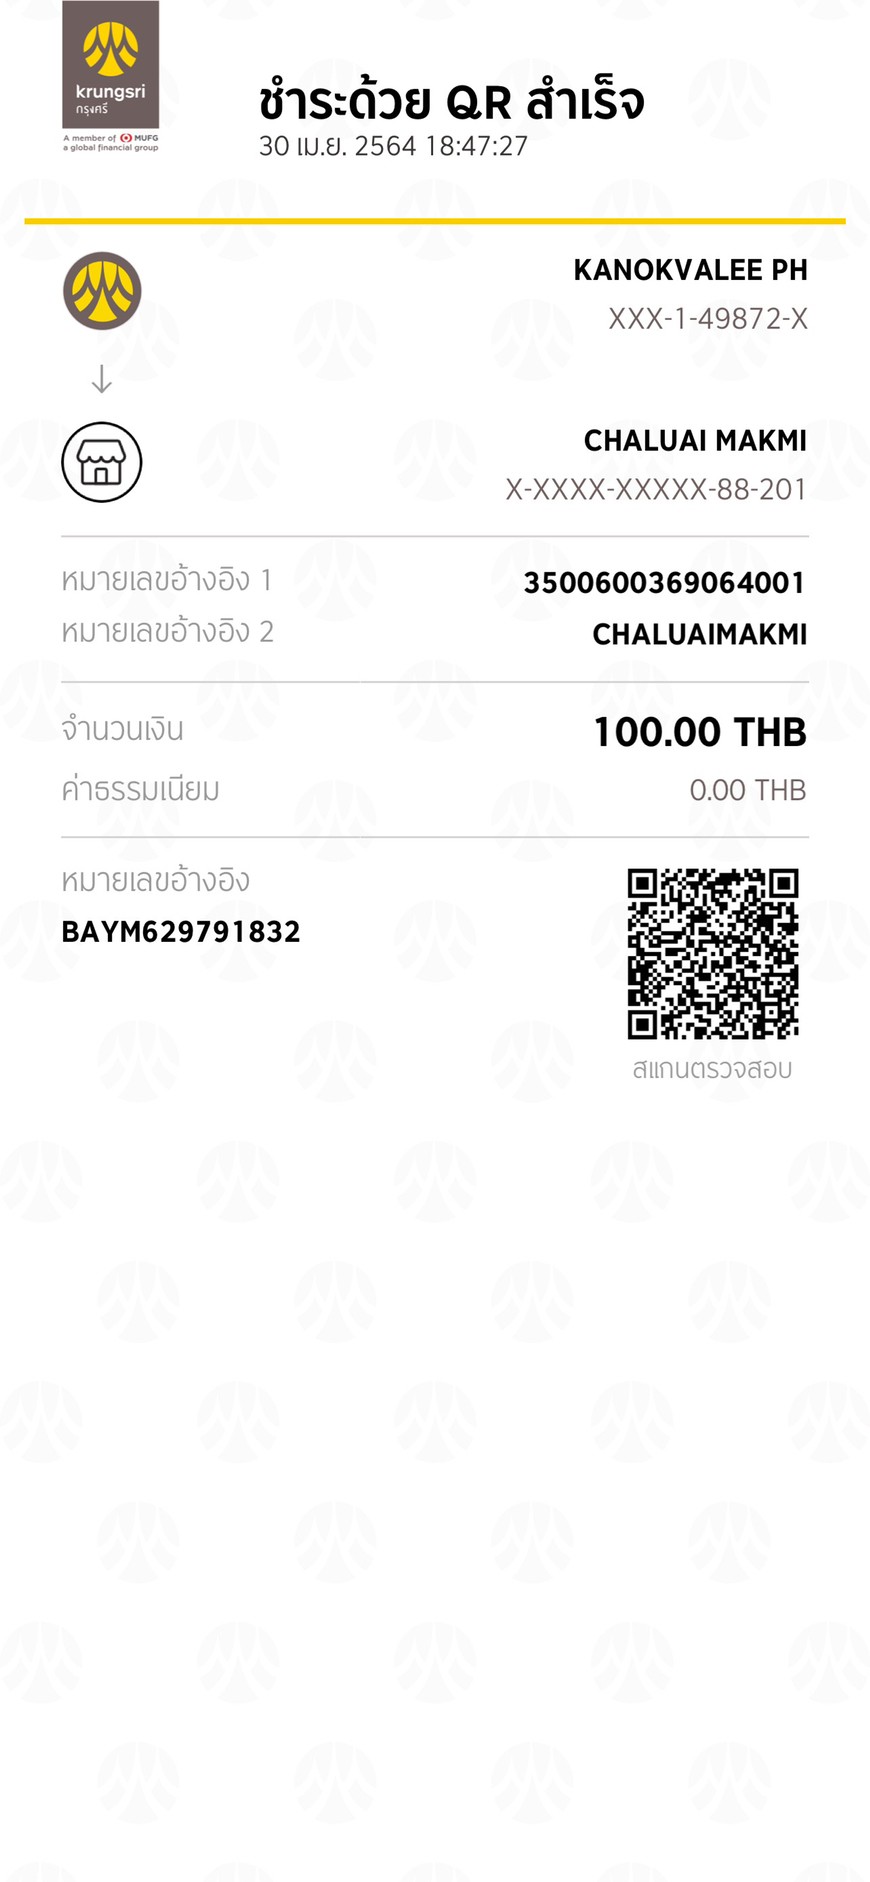 krungsri
กรุงศรี
A member of MUFG
a global financial group
ชำระด้วย QR สำเร็จ
30 เม.ย. 2564 18:47:27
KANOKVALEE PH
XXX-1-49872-X
CHALUAI MAKMI
X-XXXX-XXXXX-88-201
หมายเลขอ้างอิง 1 3500600369064001
หมายเลขอ้างอิง 2 CHALUAIMAKMI
จำนวนเงิน 100.00 THB
ค่าธรรมเนียม 0.00 THB
หมายเลขอ้างอิง
BAYM629791832
สแกนตรวจสอบ